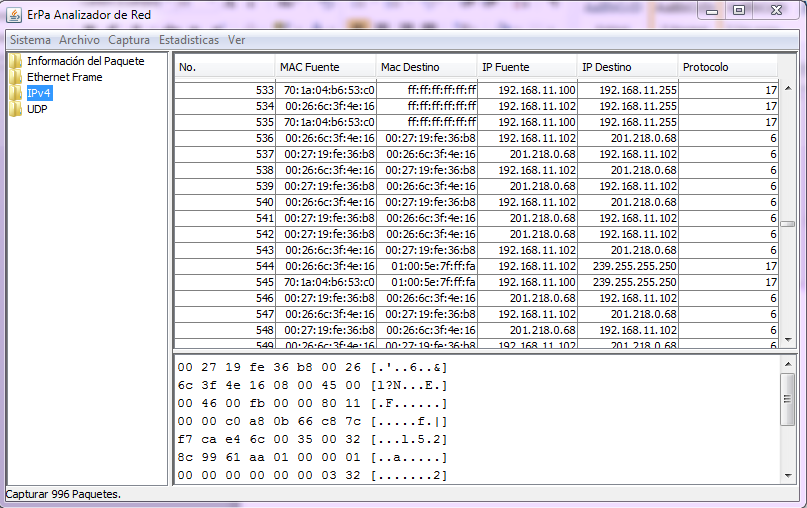 ErPa Analizador de Red
Sistema Archivo Captura Estadisticas Ver
Información del Paquete
Ethernet Frame
IPv4
UDP
No. MAC Fuente Mac Destino IP Fuente IP Destino Protocolo
533 70:1a:04:b6:53:c0 ff:ff:ff:ff:ff:ff 192.168.11.100 192.168.11.255 17
534 00:26:6c:3f:4e:16 ff:ff:ff:ff:ff:ff 192.168.11.102 192.168.11.255 17
535 70:1a:04:b6:53:c0 ff:ff:ff:ff:ff:ff 192.168.11.100 192.168.11.255 17
536 00:26:6c:3f:4e:16 00:27:19:fe:36:b8 192.168.11.102 201.218.0.68 6
537 00:27:19:fe:36:b8 00:26:6c:3f:4e:16 201.218.0.68 192.168.11.102 6
538 00:26:6c:3f:4e:16 00:27:19:fe:36:b8 192.168.11.102 201.218.0.68 6
539 00:26:6c:3f:4e:16 00:27:19:fe:36:b8 192.168.11.102 201.218.0.68 6
540 00:27:19:fe:36:b8 00:26:6c:3f:4e:16 201.218.0.68 192.168.11.102 6
541 00:27:19:fe:36:b8 00:26:6c:3f:4e:16 201.218.0.68 192.168.11.102 6
542 00:27:19:fe:36:b8 00:26:6c:3f:4e:16 201.218.0.68 192.168.11.102 6
543 00:26:6c:3f:4e:16 00:27:19:fe:36:b8 192.168.11.102 201.218.0.68 6
544 00:26:6c:3f:4e:16 01:00:5e:7f:ff:fa 192.168.11.102 239.255.255.250 17
545 70:1a:04:b6:53:c0 01:00:5e:7f:ff:fa 192.168.11.100 239.255.255.250 17
546 00:27:19:fe:36:b8 00:26:6c:3f:4e:16 201.218.0.68 192.168.11.102 6
547 00:27:19:fe:36:b8 00:26:6c:3f:4e:16 201.218.0.68 192.168.11.102 6
548 00:26:6c:3f:4e:16 00:27:19:fe:36:b8 192.168.11.102 201.218.0.68 6
549 00:26:6c:3f:4e:16 00:27:19:fe:36:b8 192.168.11.102 201.218.0.68 6
00 27 19 fe 36 b8 00 26 [.'..6..&]
6c 3f 4e 16 08 00 45 00 [l?N...E.]
00 46 00 fb 00 00 80 11 [.F......]
00 00 c0 a8 0b 66 c8 7c [.....f.|]
f7 ca e4 6c 00 35 00 32 [...l.5.2]
8c 99 61 aa 01 00 00 01 [..a.....]
00 00 00 00 00 00 03 32 [.......2]
Capturar 996 Paquetes.